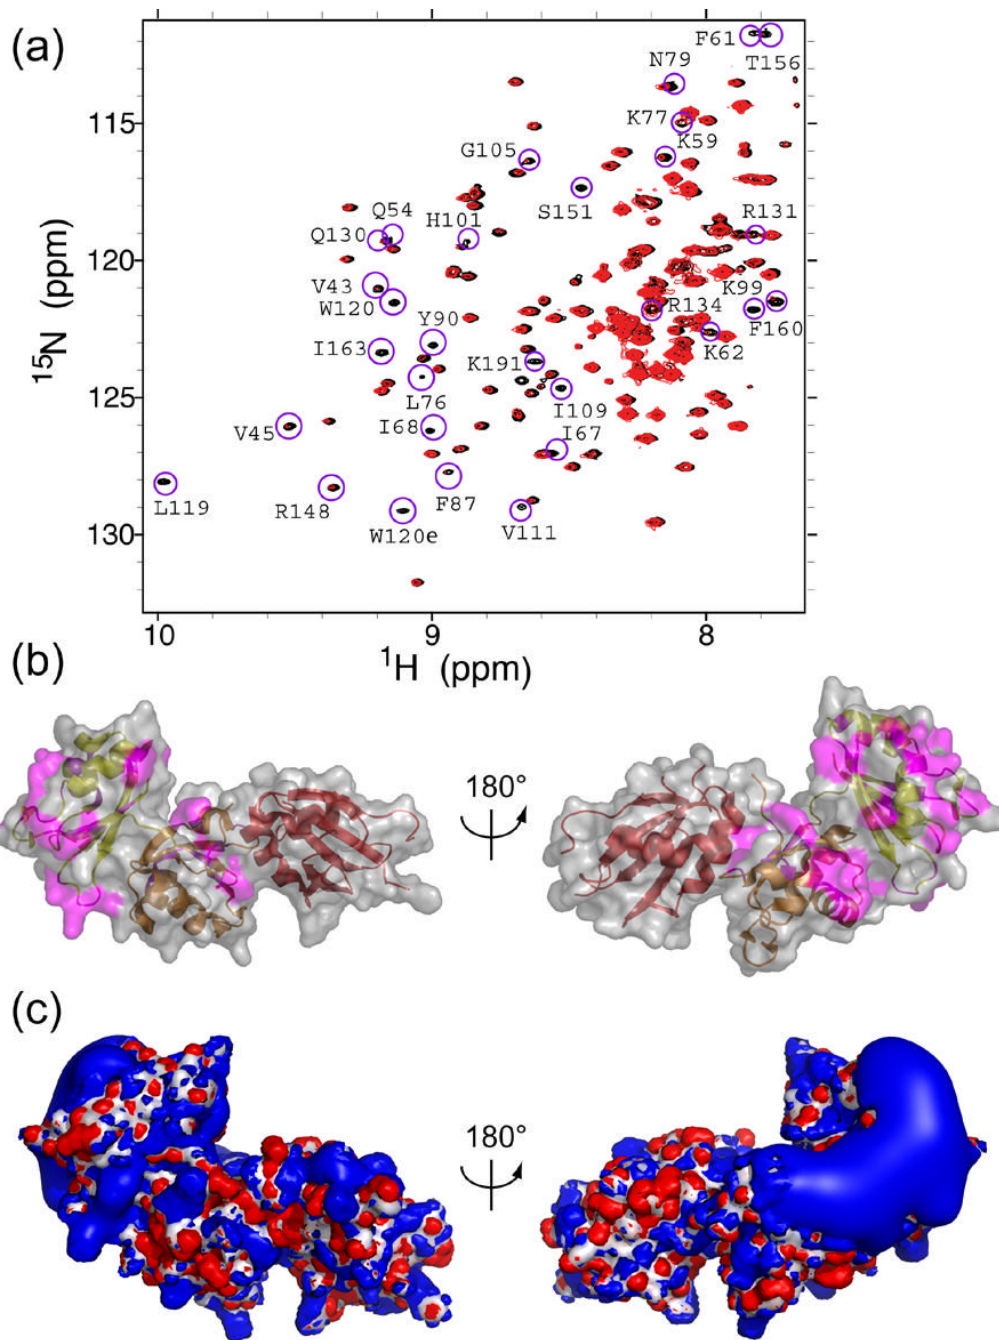 (a)
F61
T156
N79
K77
K59
115
G105
S151
Q54
H101
R131
Q130
120
V43
K99
W120
R134
Y90
F160
I163
K62
K191
L76
I109
125
V45
I68
I67
L119
R148
F87
W120e
V111
130
15N (ppm)
10
9
8
1H (ppm)
(b)
180°
(c)
180°